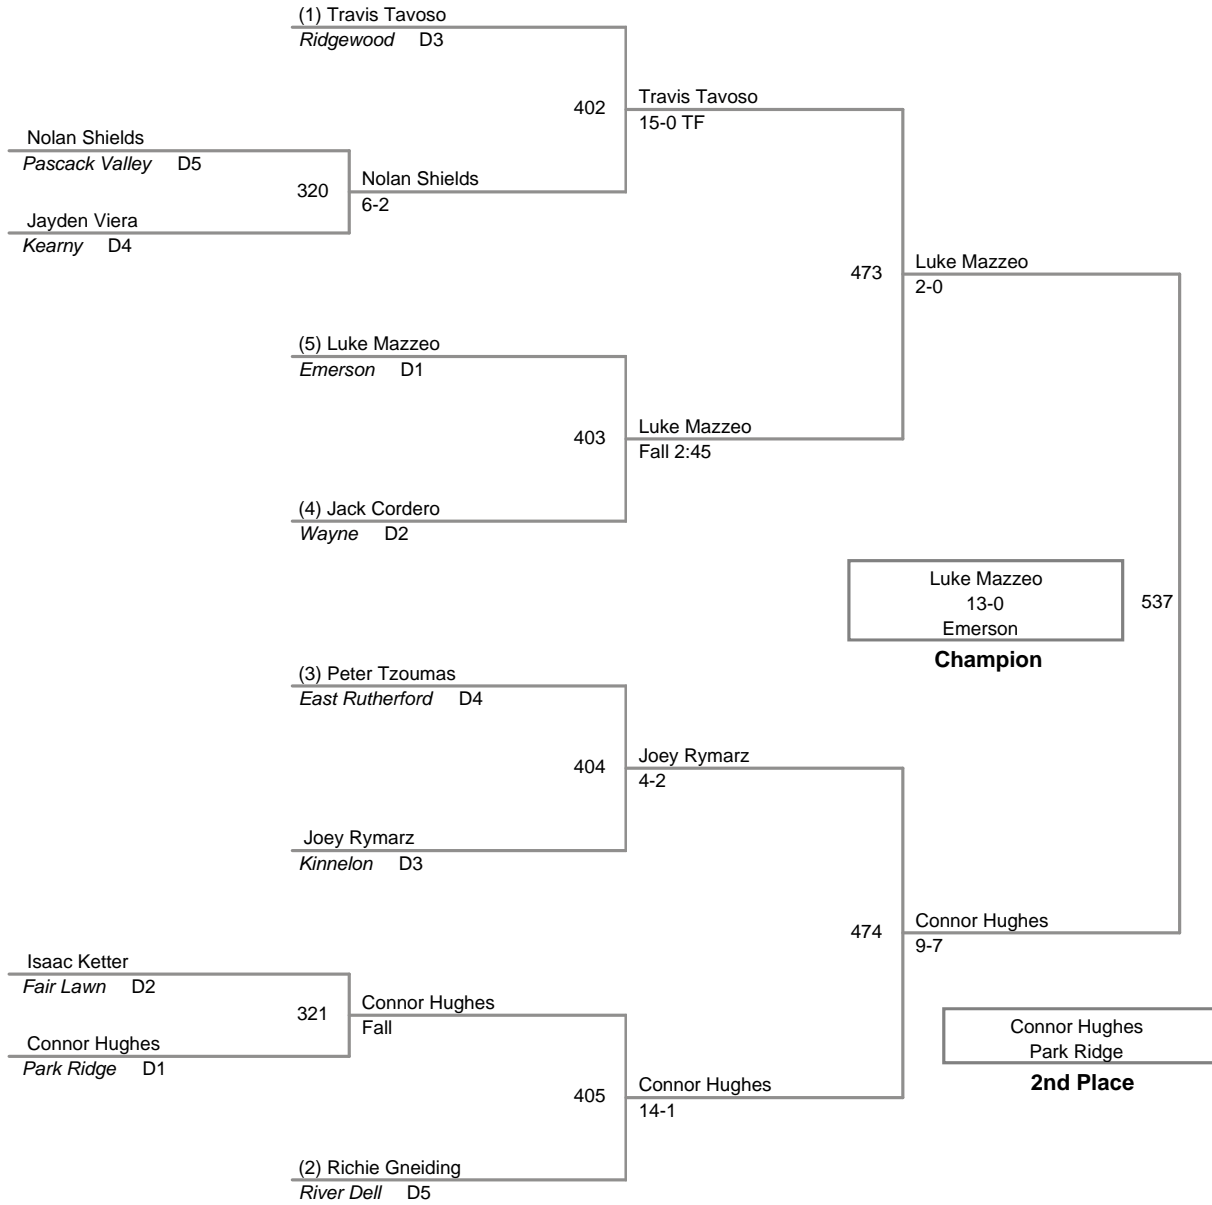 (1) Travis Tavoso
Ridgewood D3
402
Travis Tavoso
15-0 TF
Nolan Shields
Pascack Valley D5
320
Nolan Shields
6-2
Jayden Viera
Kearny D4
473
Luke Mazzeo
2-0
(5) Luke Mazzeo
Emerson D1
403
Luke Mazzeo
Fall 2:45
(4) Jack Cordero
Wayne D2
Luke Mazzeo
13-0
Emerson
537
Champion
(3) Peter Tzoumas
East Rutherford D4
404
Joey Rymarz
4-2
Joey Rymarz
Kinnelon D3
474
Connor Hughes
9-7
Isaac Ketter
Fair Lawn D2
321
Connor Hughes
Fall
Connor Hughes
Park Ridge D1
Connor Hughes
Park Ridge
2nd Place
405
Connor Hughes
14-1
(2) Richie Gneiding
River Dell D5